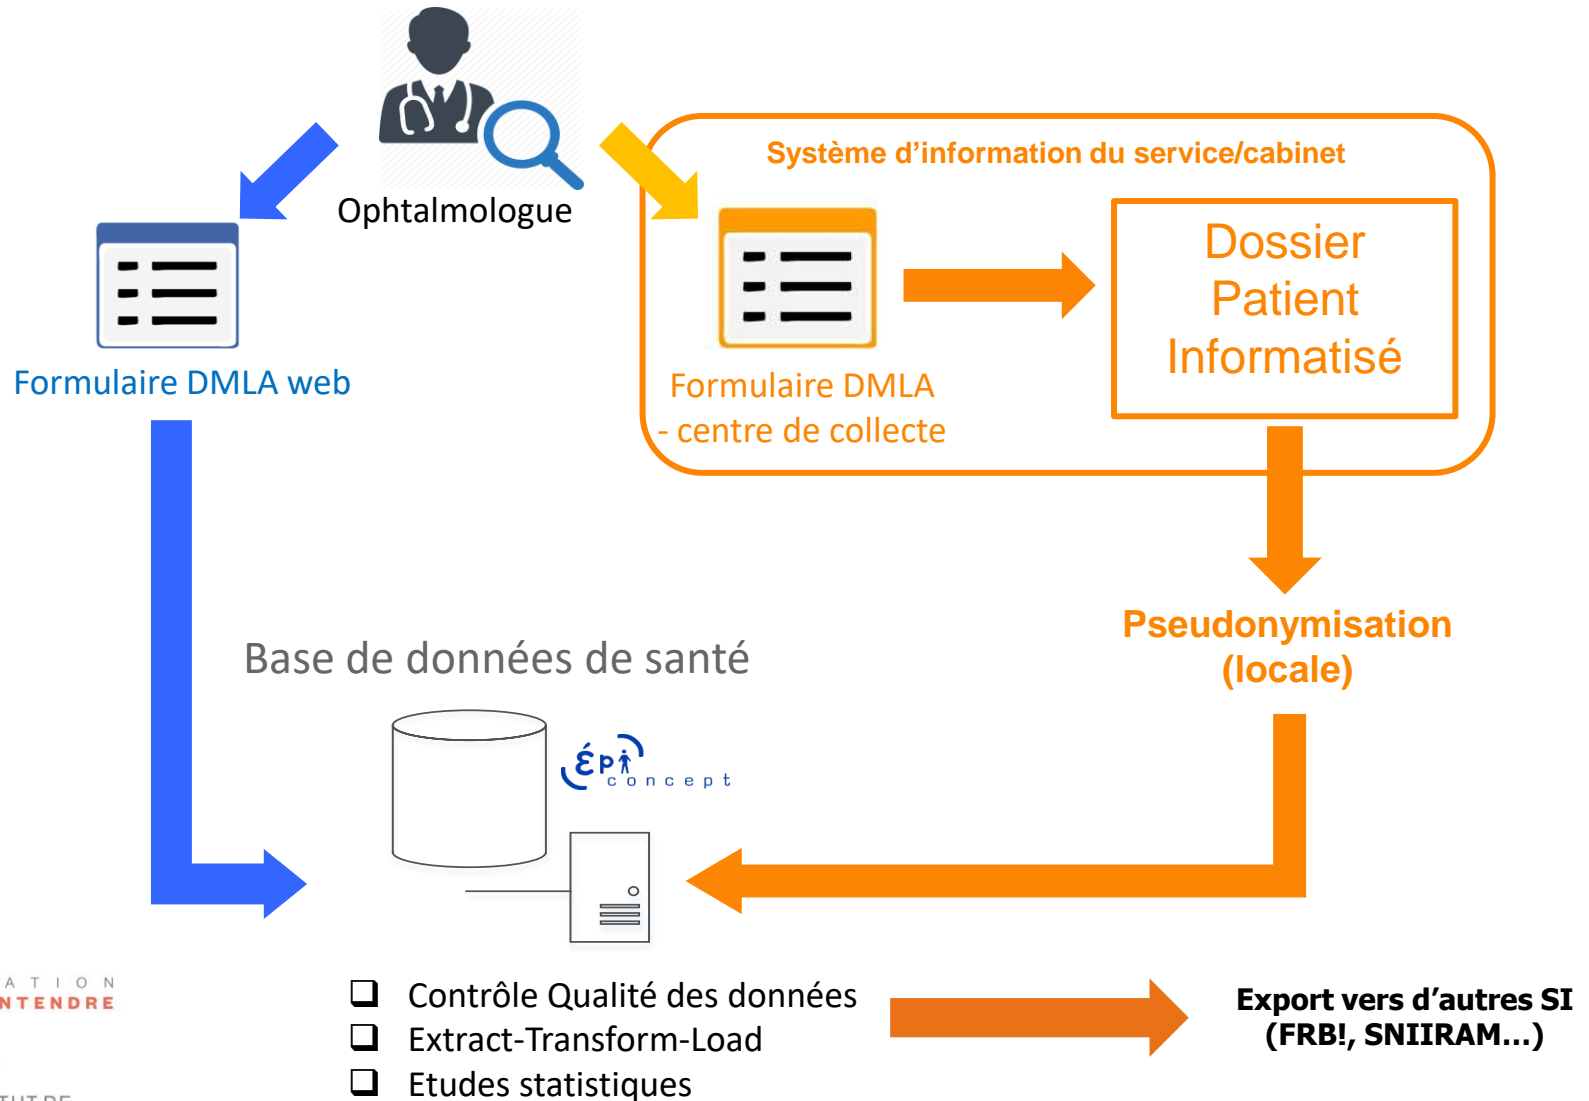 Système d'information du service/cabinet
Ophtalmologue
Dossier
Patient
Informatisé
Formulaire DMLA web
Formulaire DMLA
- centre de collecte
Pseudonymisation
(locale)
Base de données de santé
épi
concept
❑ Contrôle Qualité des données
❑ Extract-Transform-Load
❑ Etudes statistiques
Export vers d'autres SI
(FRB!, SNIIRAM...)
ATION
NTENDRE